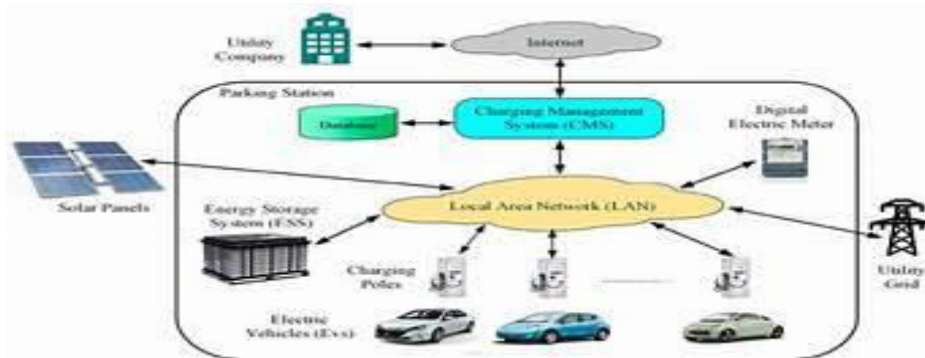 Utility
Company
Internet
Parking Station
Database
Charging Management
System (CMS)
Digital
Electric Meter
Solar Panels
Energy Storage
System (ESS)
Local Area Network (LAN)
Charging
Poles
Utility
Grid
Electric
Vehicles (Evs)